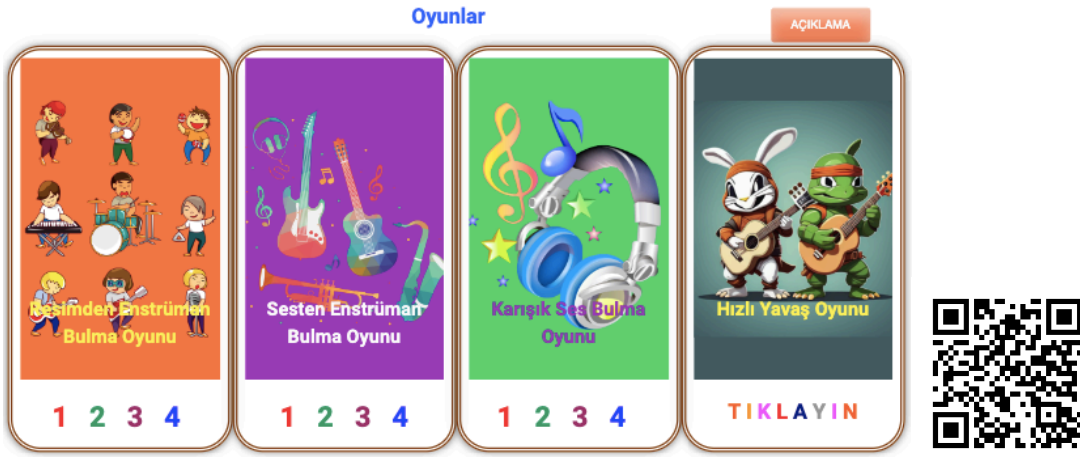 Oyunlar
AÇIKLAMA
Resimden Enstrüman
Bulma Oyunu
1 2 3 4
Sesten Enstrüman
Bulma Oyunu
1 2 3 4
Karışık Ses Bulma
Oyunu
1 2 3 4
Hızlı Yavaş Oyunu
TIKLAYIN